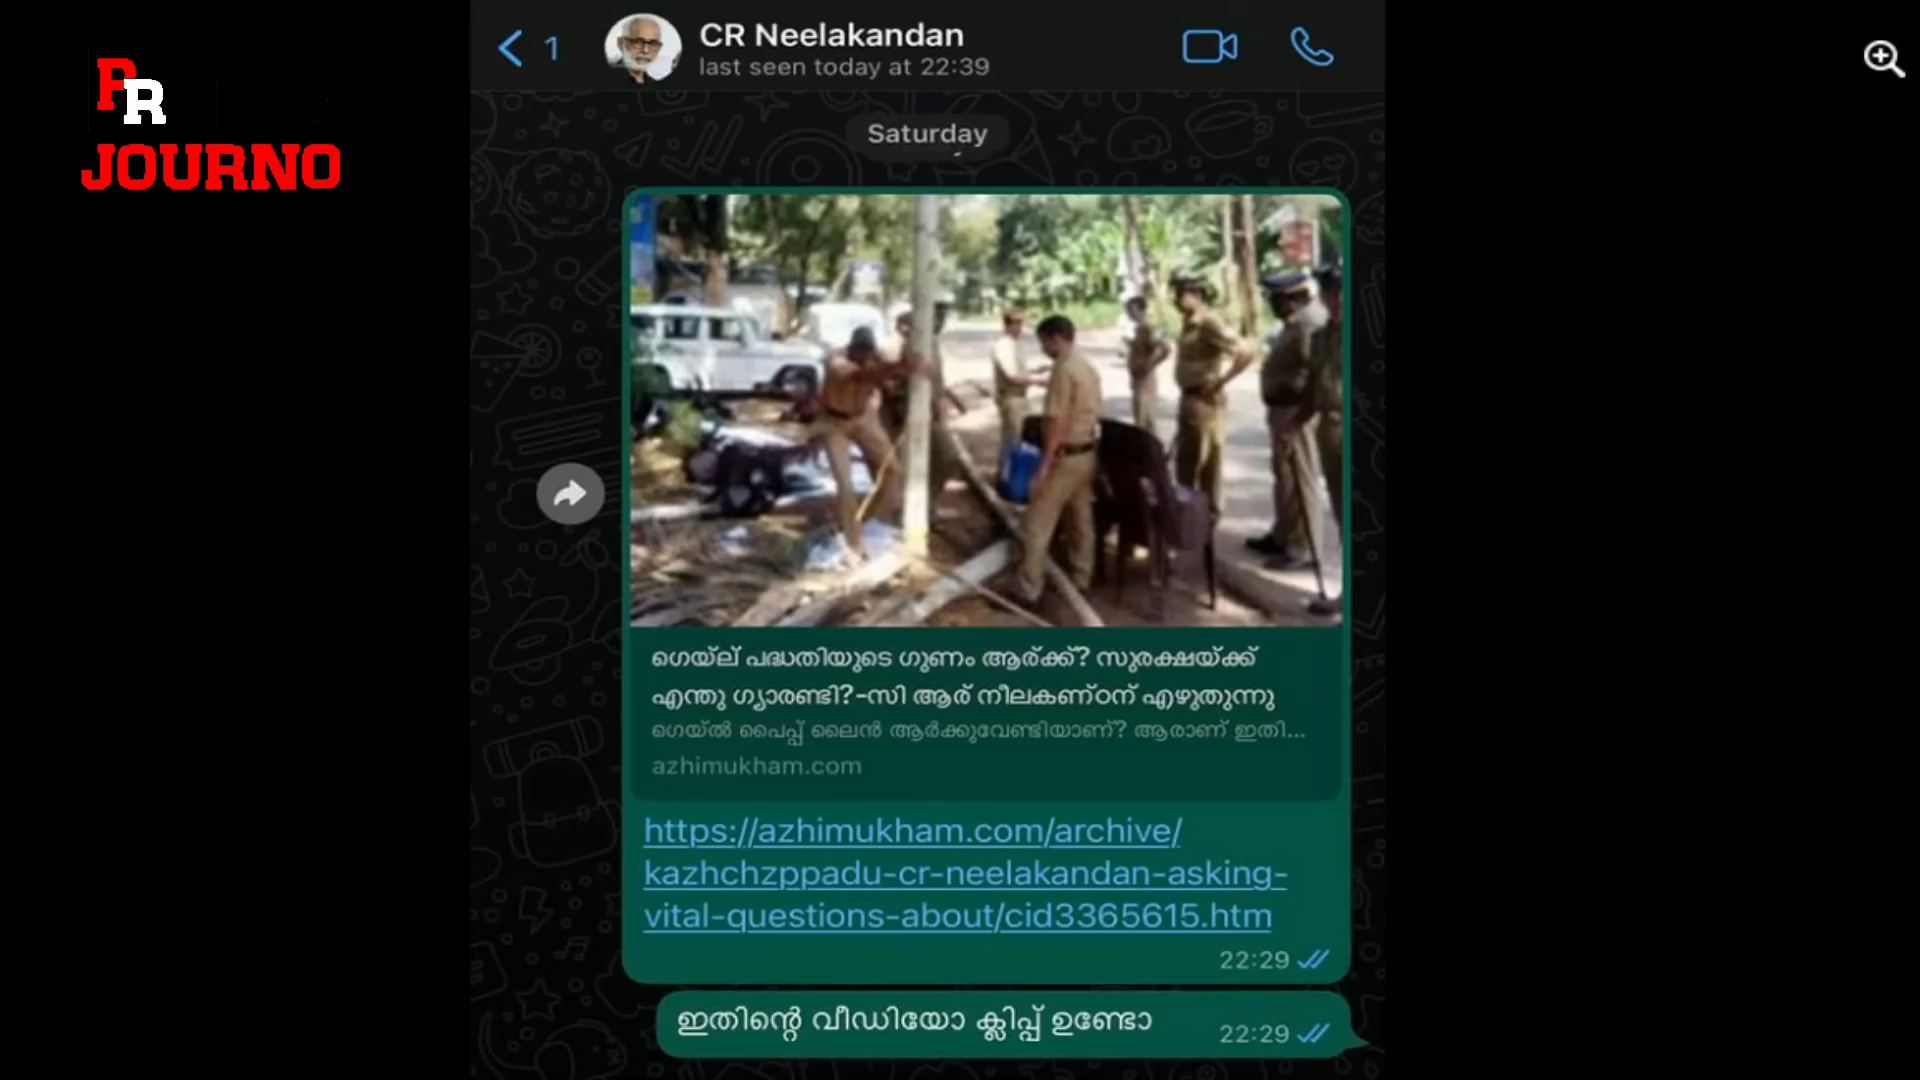 PR
JOURNO
1
CR Neelakandan
last seen today at 22:39
Saturday
ഗെയ്ല് പദ്ധതിയുടെ ഗുണം ആര്ക്ക്? സുരക്ഷയ്ക്ക്
എന്തു ഗ്യാരണ്ടി?-സി ആര് നീലകണ്ഠന് എഴുതുന്നു
ഗെയ്ൽ പൈപ്പ് ലൈൻ ആർക്കുവേണ്ടിയാണ്? ആരാണ് ഇതി...
azhimukham.com
https://azhimukham.com/archive/
kazhchzppadu-cr-neelakandan-asking-
vital-questions-about/cid3365615.htm
22:29
ഇതിന്റെ വീഡിയോ ക്ലിപ്പ് ഉണ്ടോ
22:29